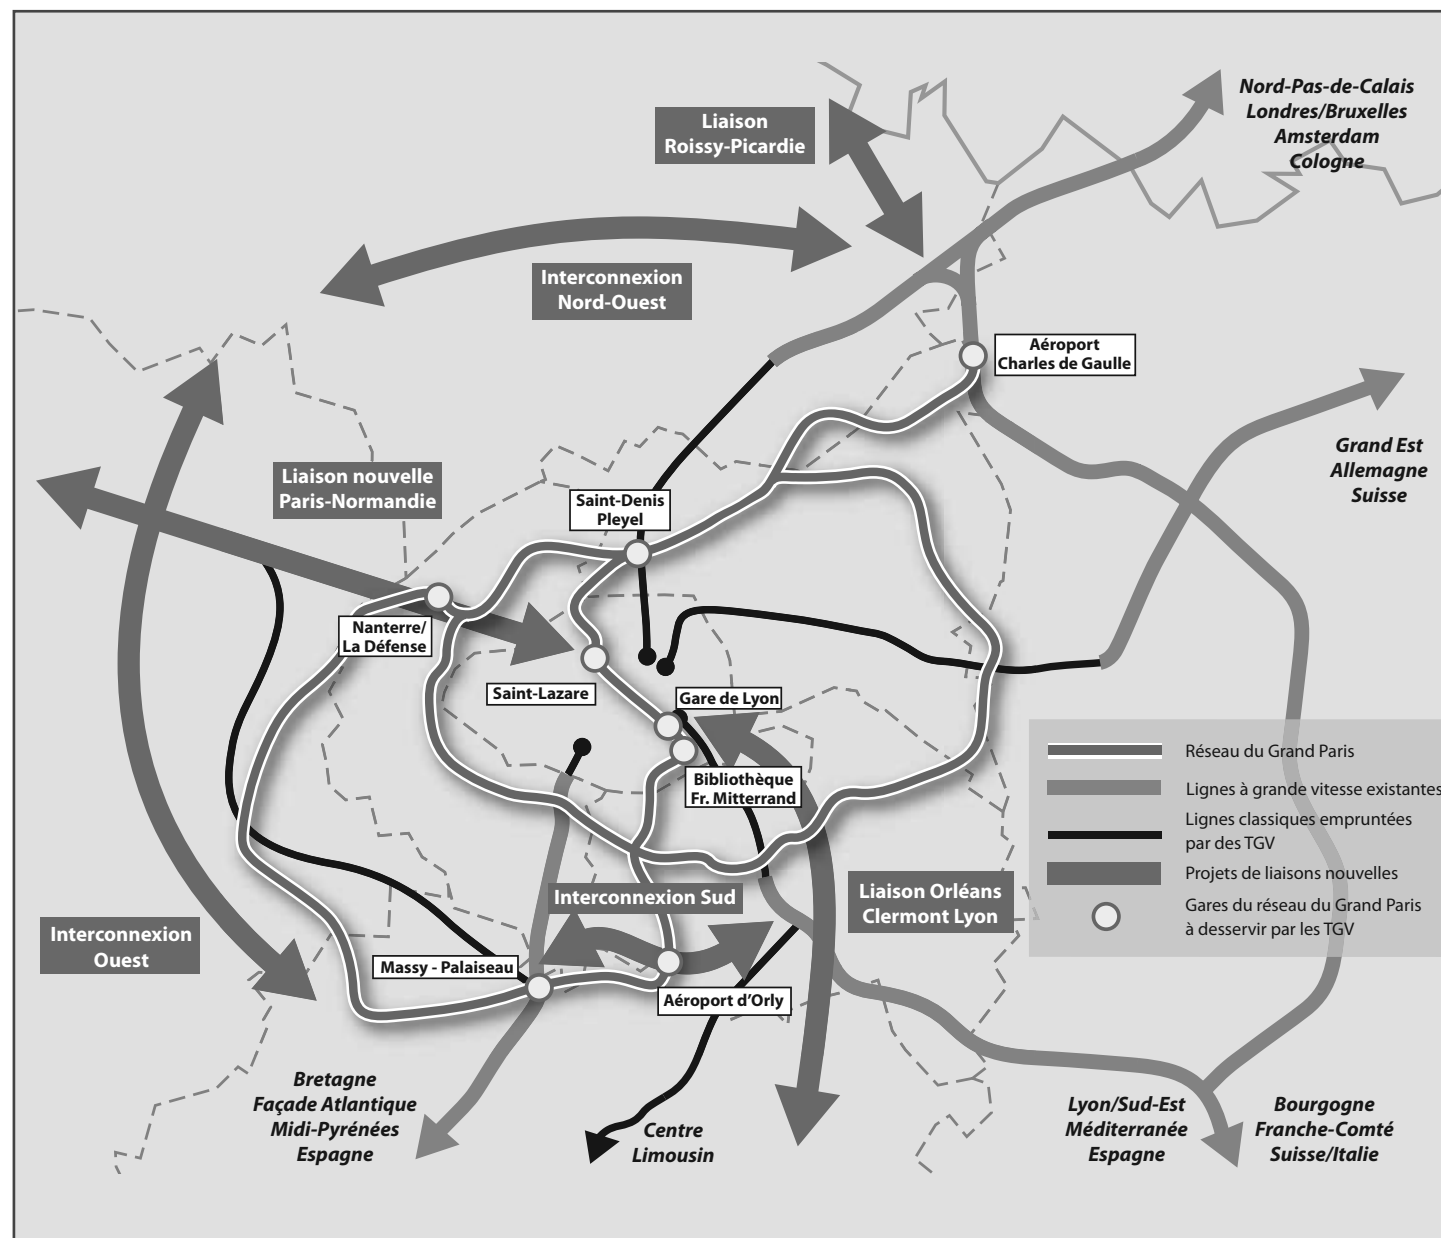 Nord-Pas-de-Calais
Londres/Bruxelles
Amsterdam
Cologne
Liaison
Roissy-Picardie
Interconnexion
Nord-Ouest
Aéroport
Charles de Gaulle
Grand Est
Allemagne
Suisse
Liaison nouvelle
Paris-Normandie
Saint-Denis
Pleyel
Nanterre/
La Défense
Saint-Lazare
Gare de Lyon
Bibliothèque
Fr. Mitterrand
Réseau du Grand Paris
Lignes à grande vitesse existantes
Lignes classiques empruntées
par des TGV
Projets de liaisons nouvelles
Gares du réseau du Grand Paris
à desservir par les TGV
Interconnexion Sud
Liaison Orléans
Clermont Lyon
Interconnexion
Ouest
Massy - Palaiseau
Aéroport d'Orly
Bretagne
Façade Atlantique
Midi-Pyrénées
Espagne
Centre
Limousin
Lyon/Sud-Est
Méditerranée
Espagne
Bourgogne
Franche-Comté
Suisse/Italie